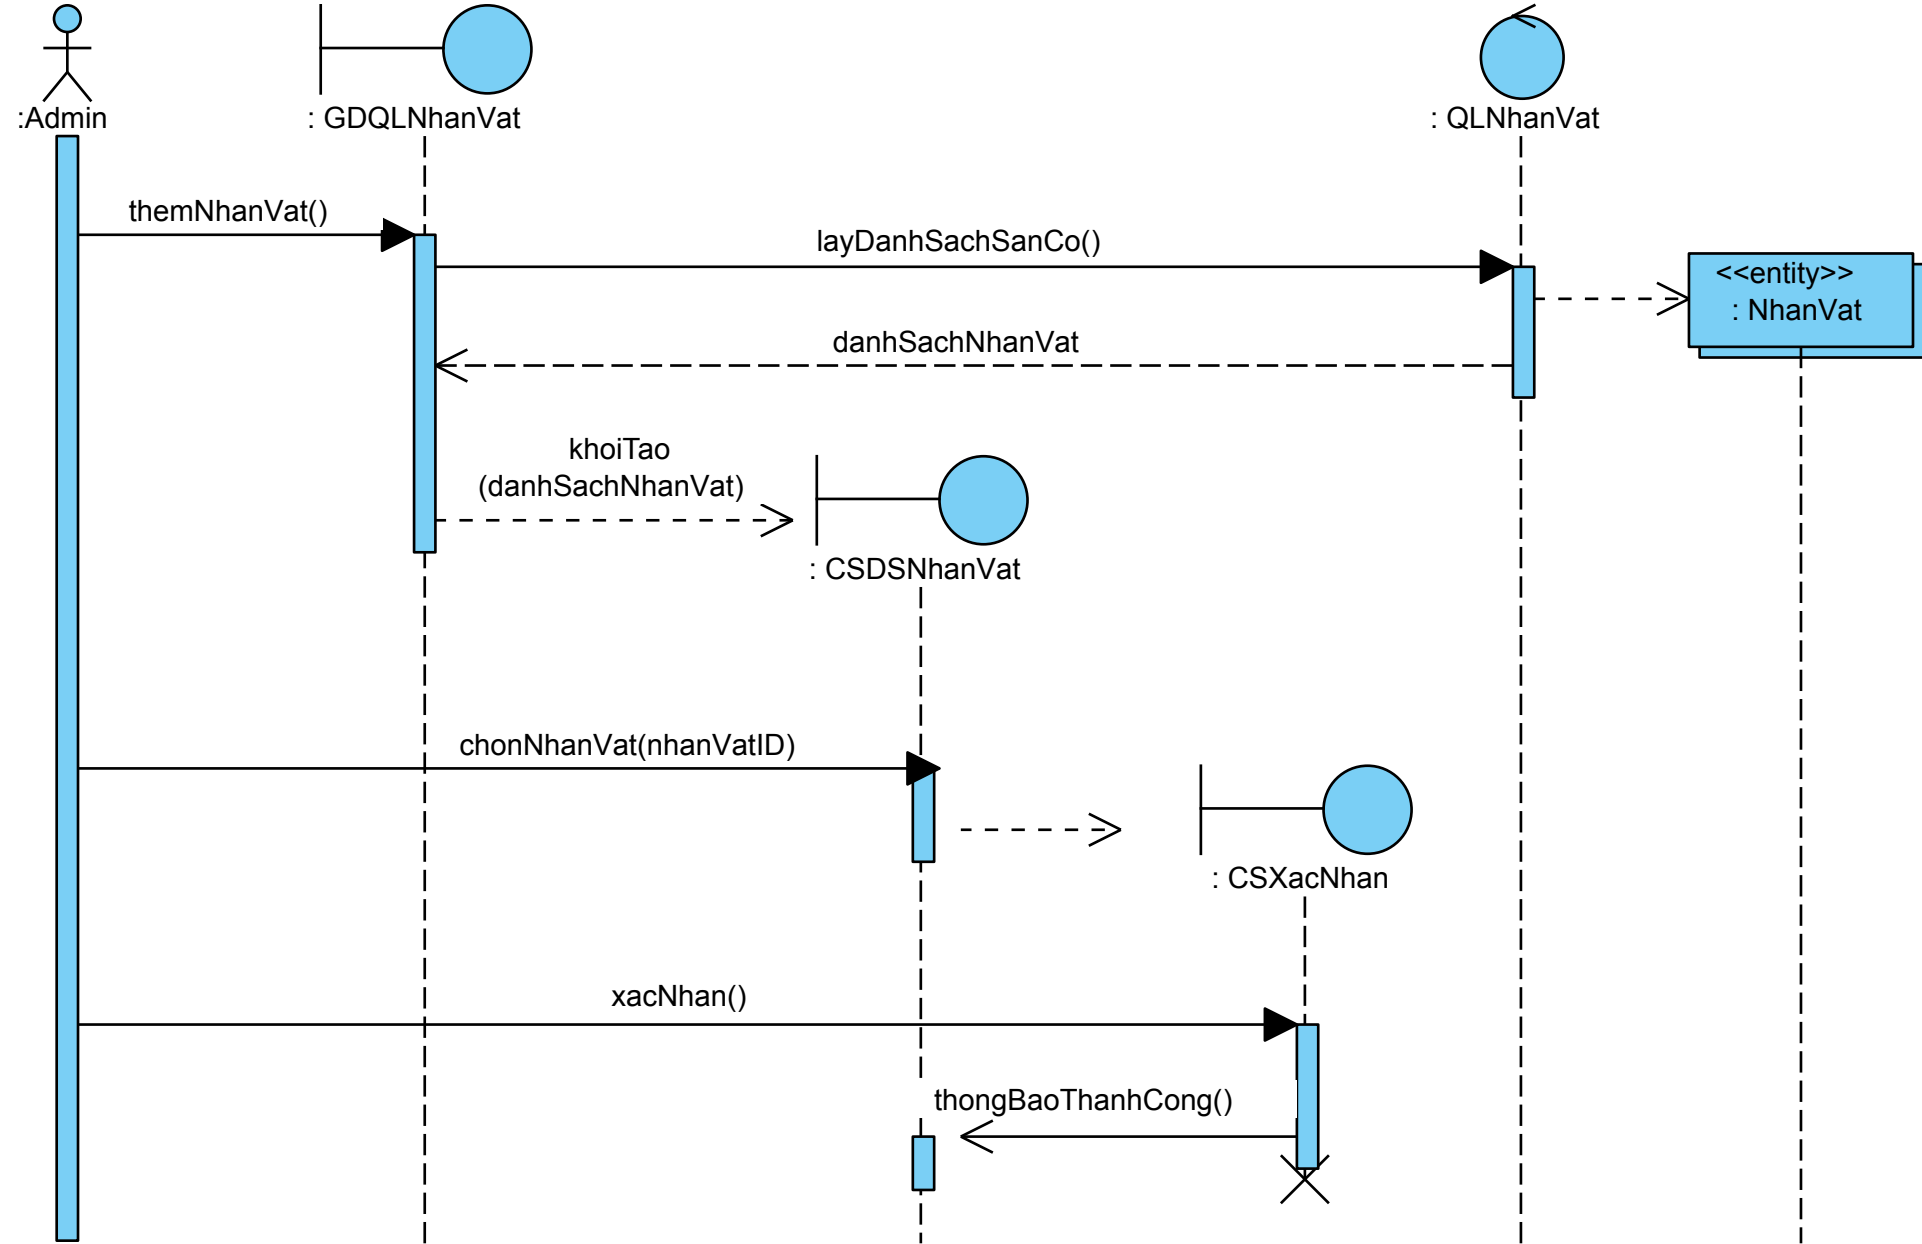 :Admin
: GDQLNhanVat
: QLNhanVat
themNhanVat()
layDanhSachSanCo()
<<entity>>
: NhanVat
danhSachNhanVat
khoiTao
(danhSachNhanVat)
: CSDSNhanVat
chonNhanVat(nhanVatID)
: CSXacNhan
xacNhan()
thongBaoThanhCong()